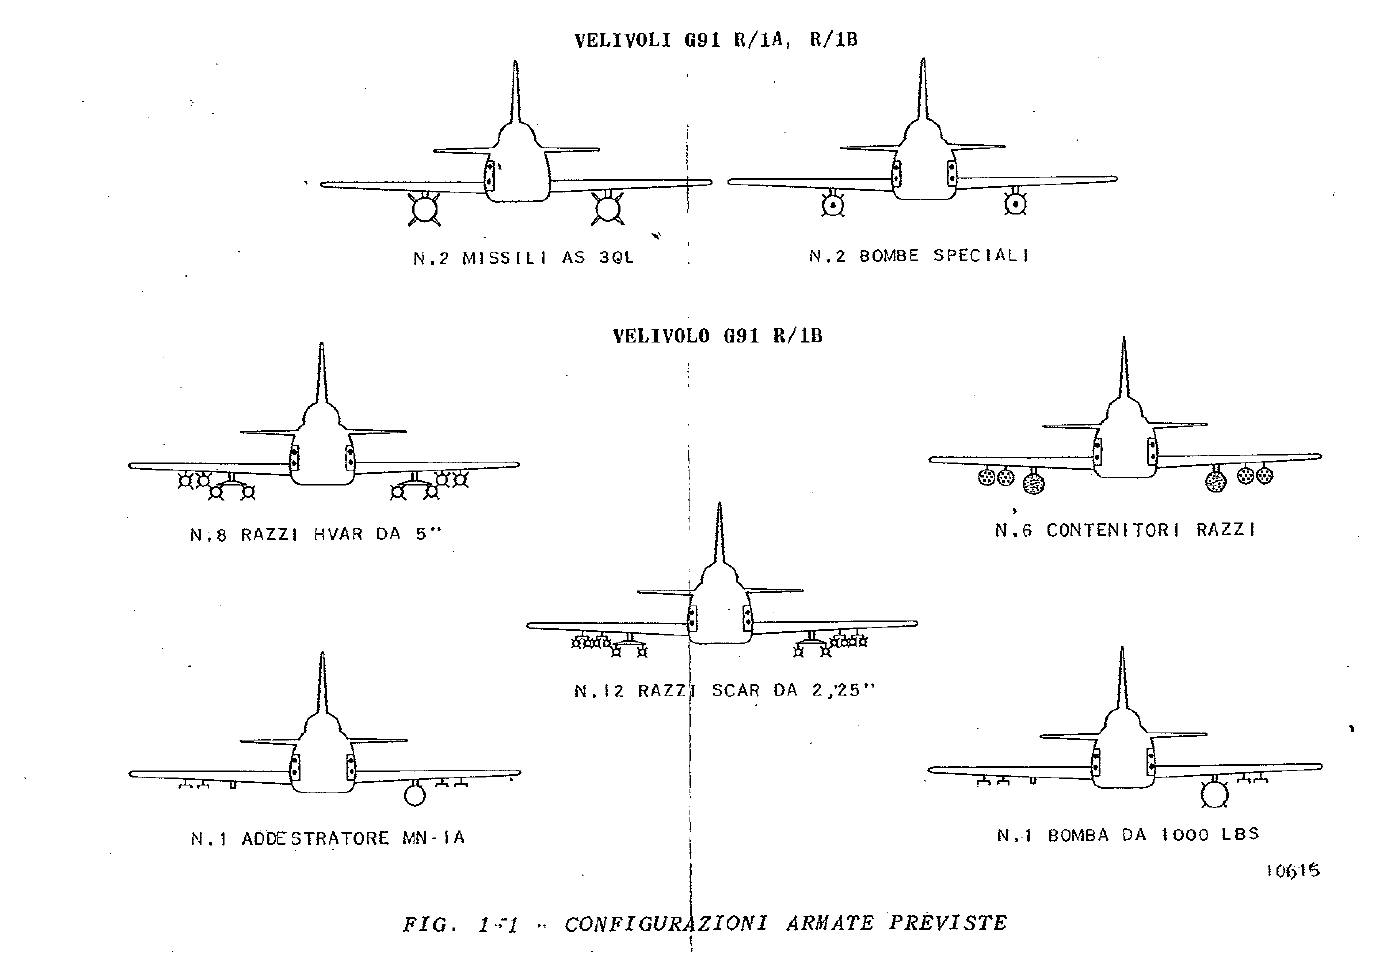 VELIVOLI G91 R/1A, R/1B
N.2 MISSILI AS 3QL
N.2 BOMBE SPECIALI
VELIVOLO G91 R/1B
N.8 RAZZI HVAR DA 5"
N.6 CONTENITORI RAZZI
N.12 RAZZI SCAR DA 2,25"
N.1 ADDESTRATORE MN-1A
N.1 BOMBA DA 1000 LBS
10615
FIG. 1-1 - CONFIGURAZIONI ARMATE PREVISTE